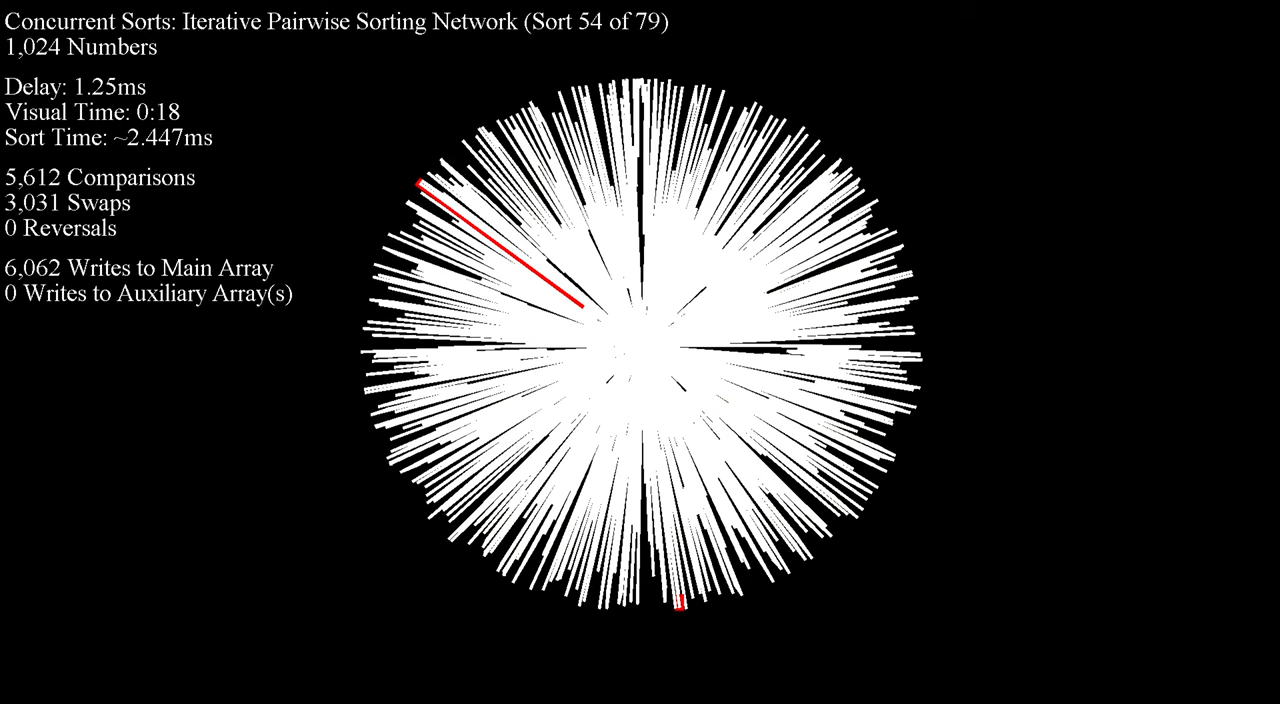 Concurrent Sorts: Iterative Pairwise Sorting Network (Sort 54 of 79)
1,024 Numbers
Delay: 1.25ms
Visual Time: 0:18
Sort Time: ~2.447ms
5,612 Comparisons
3,031 Swaps
0 Reversals
6,062 Writes to Main Array
0 Writes to Auxiliary Array(s)